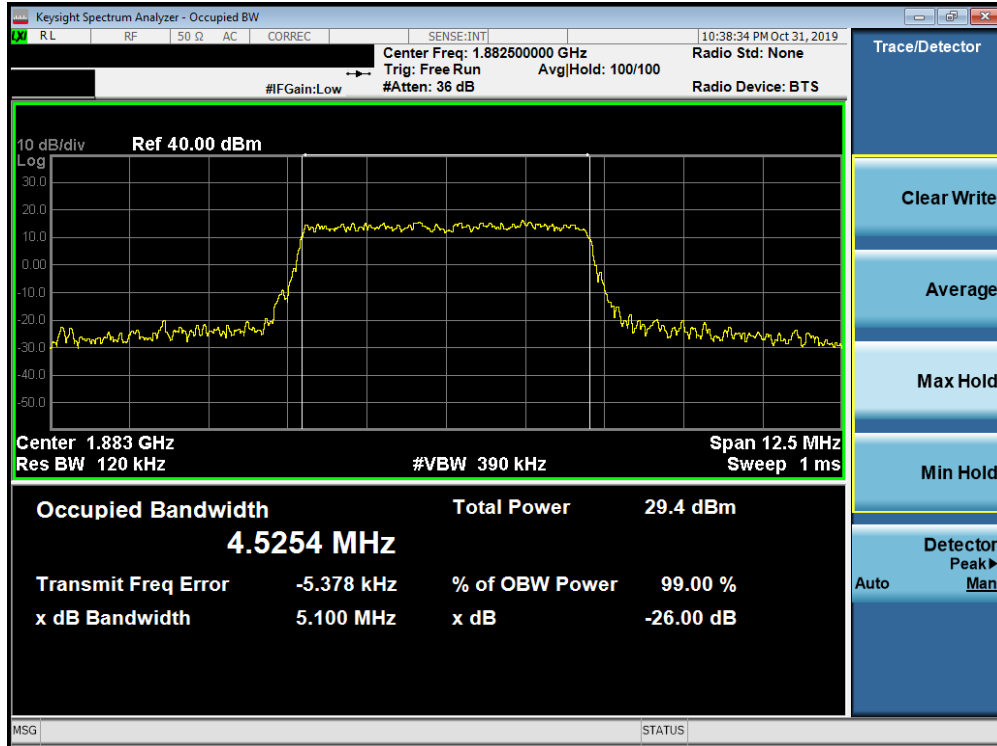 Keysight Spectrum Analyzer - Occupied BW
LXI RL RF 50 Ω AC CORREC SENSE:INT 10:38:34 PM Oct 31, 2019
Center Freq: 1.882500000 GHz Radio Std: None
Trig: Free Run Avg|Hold: 100/100
#IFGain:Low #Atten: 36 dB Radio Device: BTS
10 dB/div Ref 40.00 dBm
Log
30.0
20.0
10.0
0.00
-10.0
-20.0
-30.0
-40.0
-50.0
Center 1.883 GHz Span 12.5 MHz
Res BW 120 kHz #VBW 390 kHz Sweep 1 ms
Occupied Bandwidth Total Power 29.4 dBm
4.5254 MHz
Transmit Freq Error -5.378 kHz % of OBW Power 99.00 %
x dB Bandwidth 5.100 MHz x dB -26.00 dB
MSG STATUS
Trace/Detector
Clear Write
Average
Max Hold
Min Hold
Detector
Peak▶
Auto Man